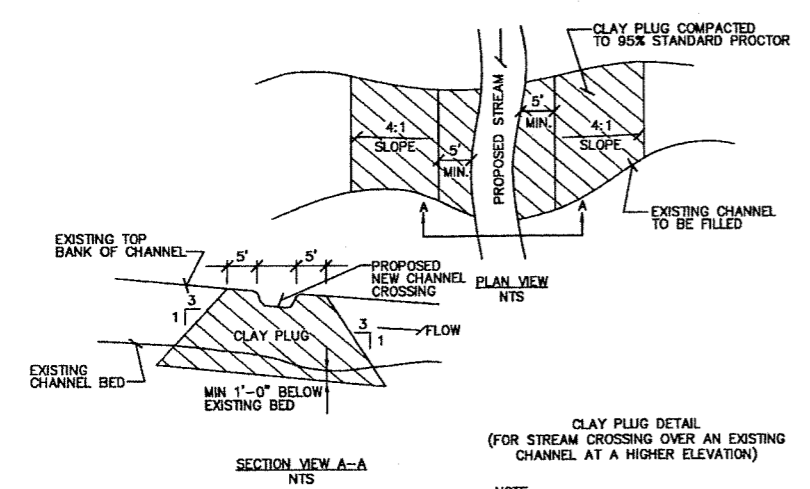 CLAY PLUG COMPACTED
TO 95% STANDARD PROCTOR
PROPOSED STREAM
5'
MIN.
4:1
SLOPE
5'
MIN.
4:1
SLOPE
A
A
EXISTING CHANNEL
TO BE FILLED
PLAN VIEW
NTS
EXISTING TOP
BANK OF CHANNEL
5'
5'
PROPOSED
NEW CHANNEL
CROSSING
3
1
CLAY PLUG
3
1
FLOW
EXISTING
CHANNEL BED
MIN 1'-0" BELOW
EXISTING BED
SECTION VIEW A-A
NTS
CLAY PLUG DETAIL
(FOR STREAM CROSSING OVER AN EXISTING
CHANNEL AT A HIGHER ELEVATION)